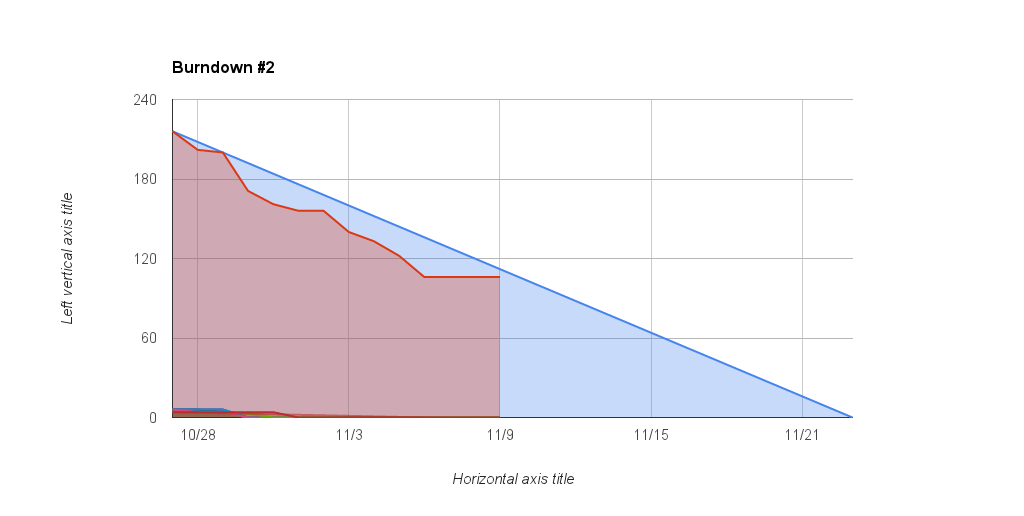 Burndown #2
240
180
120
60
0
Left vertical axis title
10/28 11/3 11/9 11/15 11/21
Horizontal axis title